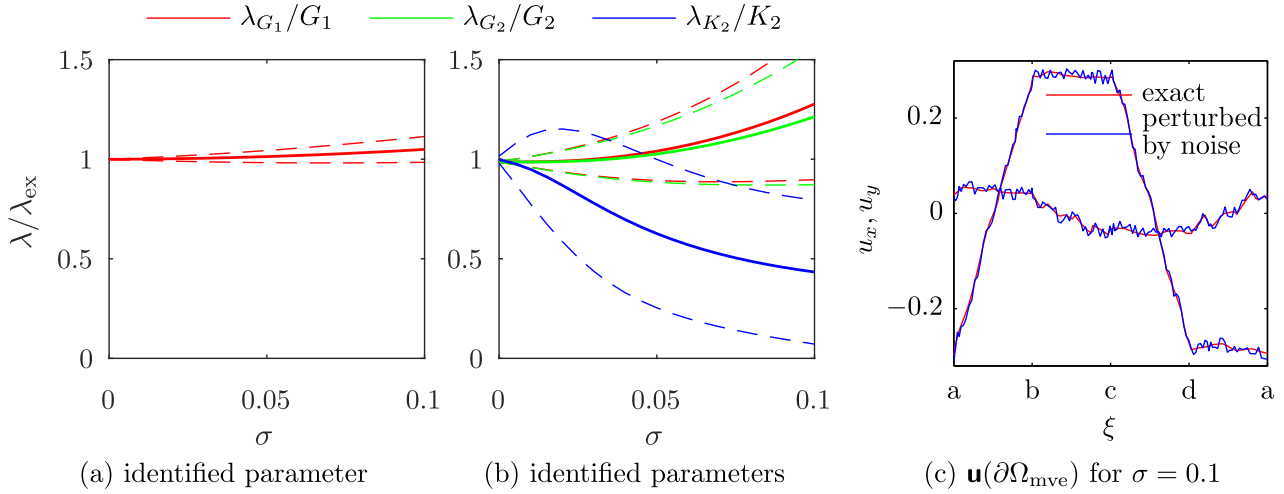 λ_{G_1}/G_1 λ_{G_2}/G_2 λ_{K_2}/K_2
λ/λ_ex
1.5
1
0.5
0
0 0.05 0.1
σ
(a) identified parameter
1.5
1
0.5
0
0 0.05 0.1
σ
(b) identified parameters
u_x, u_y
0.2
0
−0.2
exact
perturbed
by noise
a b c d a
ξ
(c) u(∂Ω_mve) for σ = 0.1